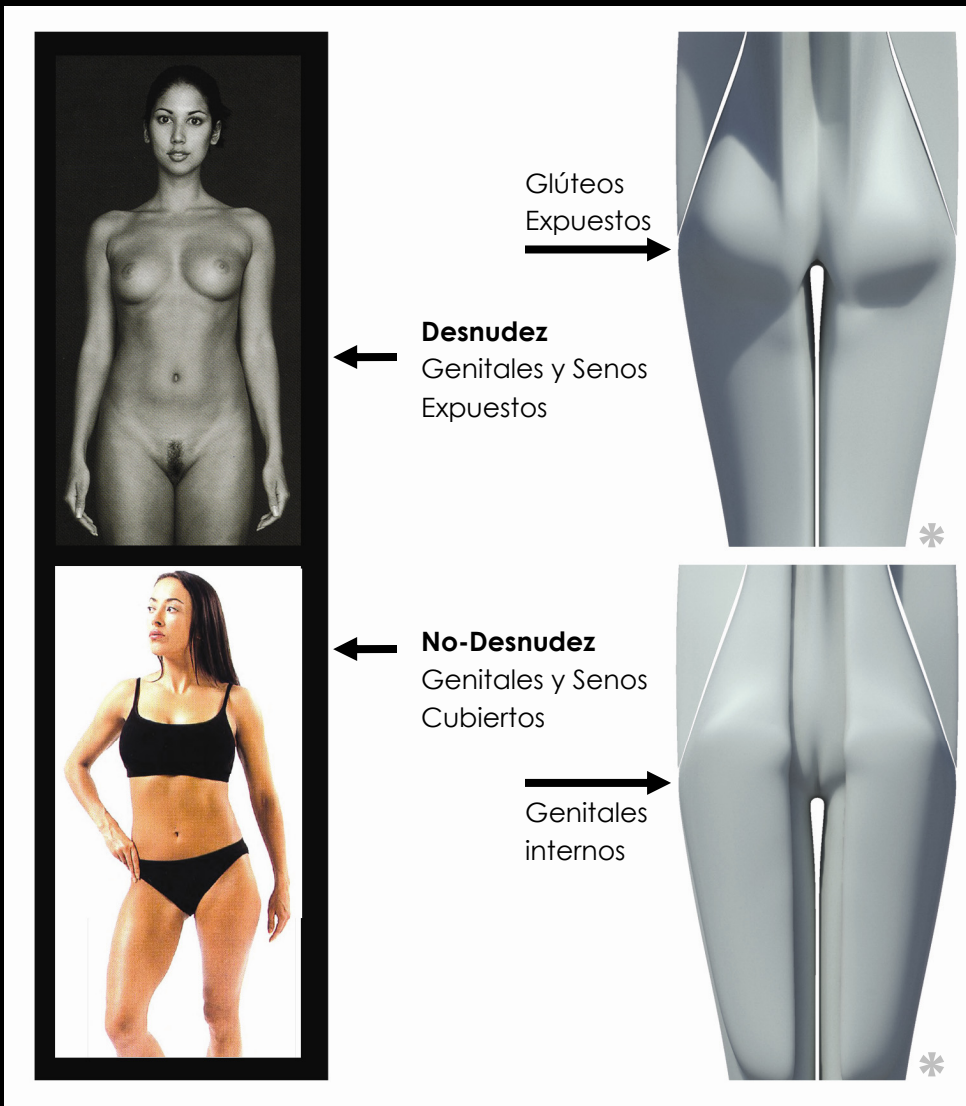 Glúteos
Expuestos
Desnudez
Genitales y Senos
Expuestos
No-Desnudez
Genitales y Senos
Cubiertos
Genitales
internos